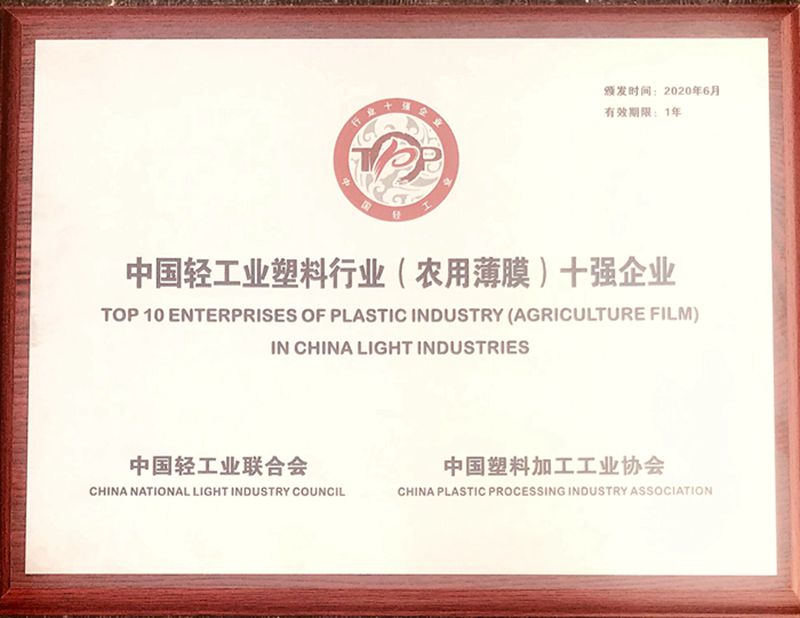 颁发时间：2020年6月
有效期限：1年
行业十强企业
TOP
中国轻工业
中国轻工业塑料行业（农用薄膜）十强企业
TOP 10 ENTERPRISES OF PLASTIC INDUSTRY (AGRICULTURE FILM)
IN CHINA LIGHT INDUSTRIES
中国轻工业联合会
CHINA NATIONAL LIGHT INDUSTRY COUNCIL
中国塑料加工工业协会
CHINA PLASTIC PROCESSING INDUSTRY ASSOCIATION